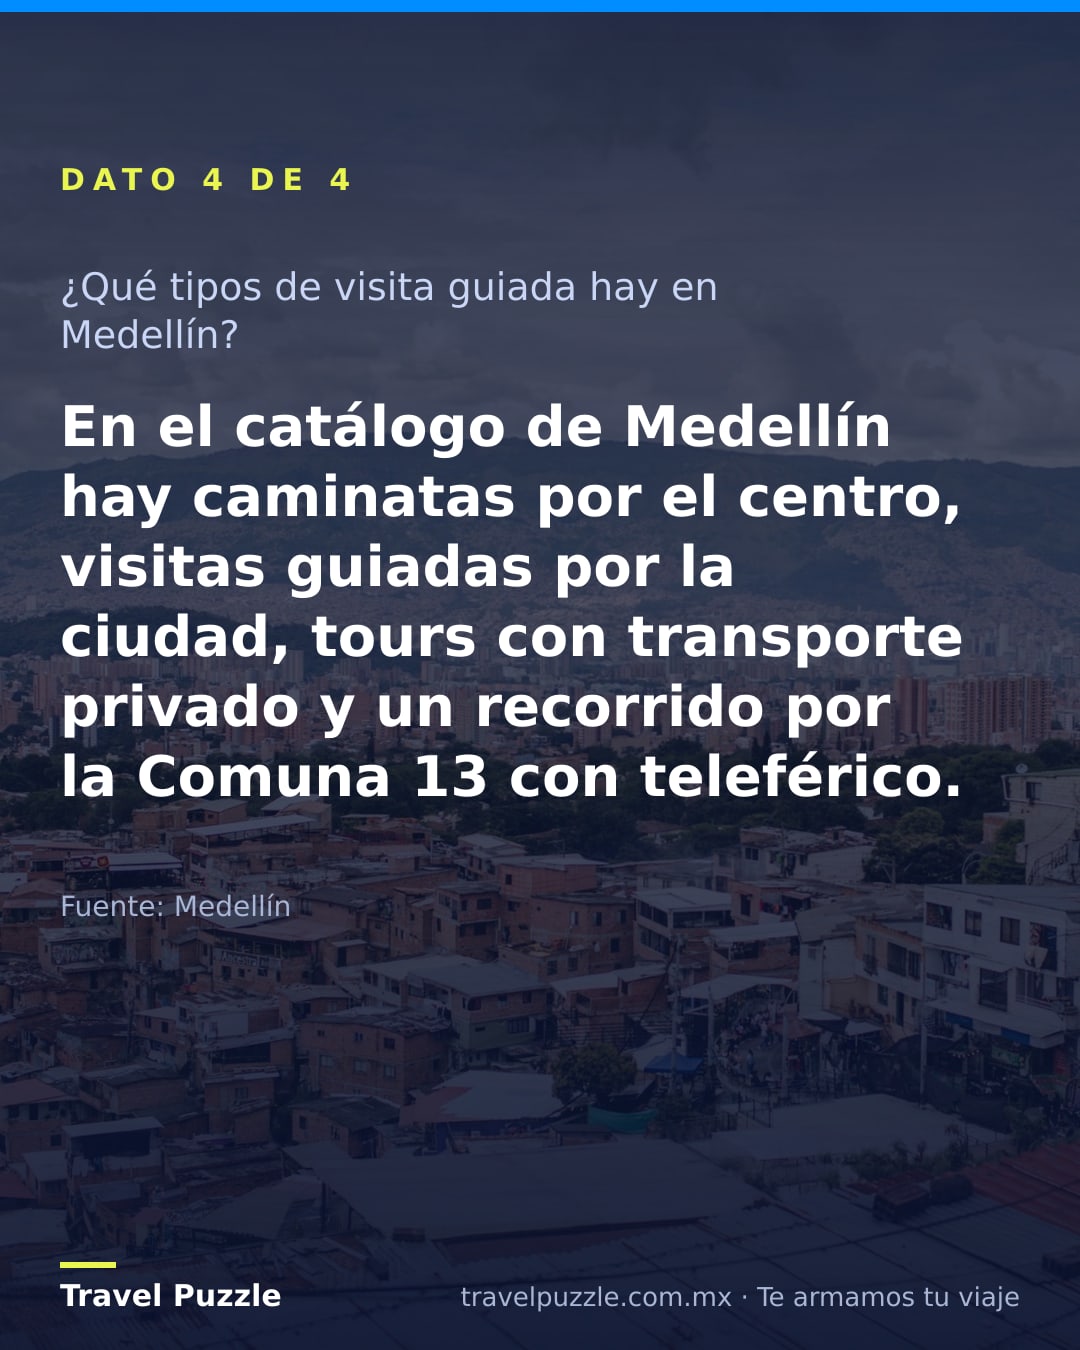 DATO 4 DE 4
¿Qué tipos de visita guiada hay en
Medellín?
En el catálogo de Medellín
hay caminatas por el centro,
visitas guiadas por la
ciudad, tours con transporte
privado y un recorrido por
la Comuna 13 con teleférico.
Fuente: Medellín
Travel Puzzle
travelpuzzle.com.mx · Te armamos tu viaje